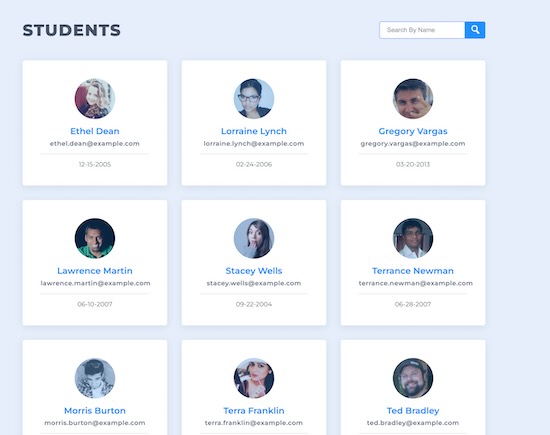 STUDENTS
Search By Name
Ethel Dean
ethel.dean@example.com
12-15-2005
Lorraine Lynch
lorraine.lynch@example.com
02-24-2006
Gregory Vargas
gregory.vargas@example.com
03-20-2013
Lawrence Martin
lawrence.martin@example.com
06-10-2007
Stacey Wells
stacey.wells@example.com
09-22-2004
Terrance Newman
terrance.newman@example.com
06-28-2007
Morris Burton
morris.burton@example.com
Terra Franklin
terra.franklin@example.com
Ted Bradley
ted.bradley@example.com